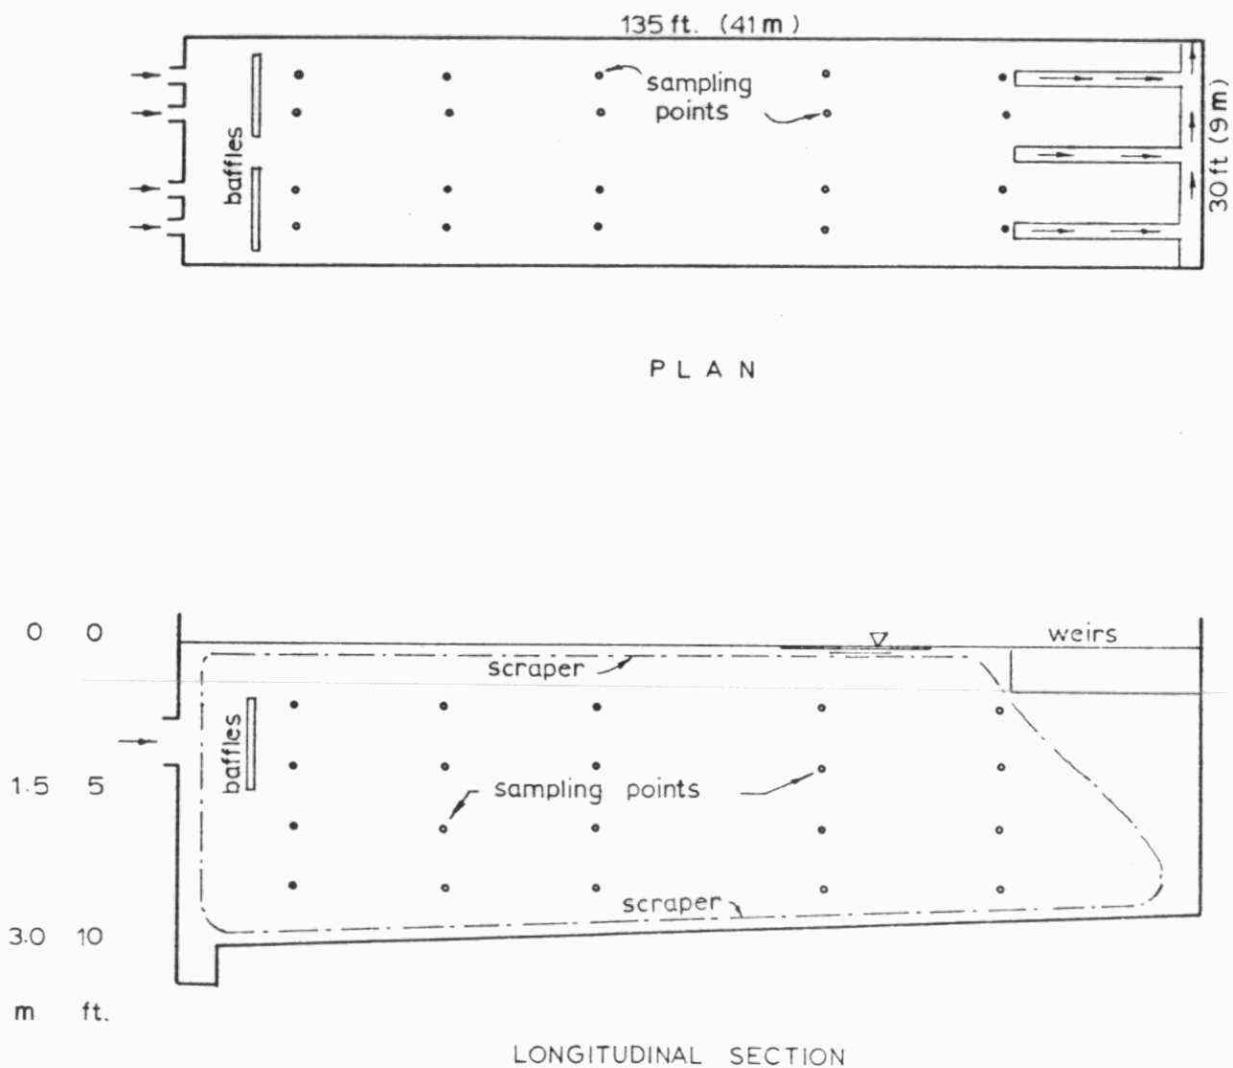 135 ft. (41 m)
sampling
points
baffles
30 ft (9 m)
PLAN
0 0
weirs
scraper
baffles
1.5 5
sampling points
scraper
3.0 10
m ft.
LONGITUDINAL SECTION